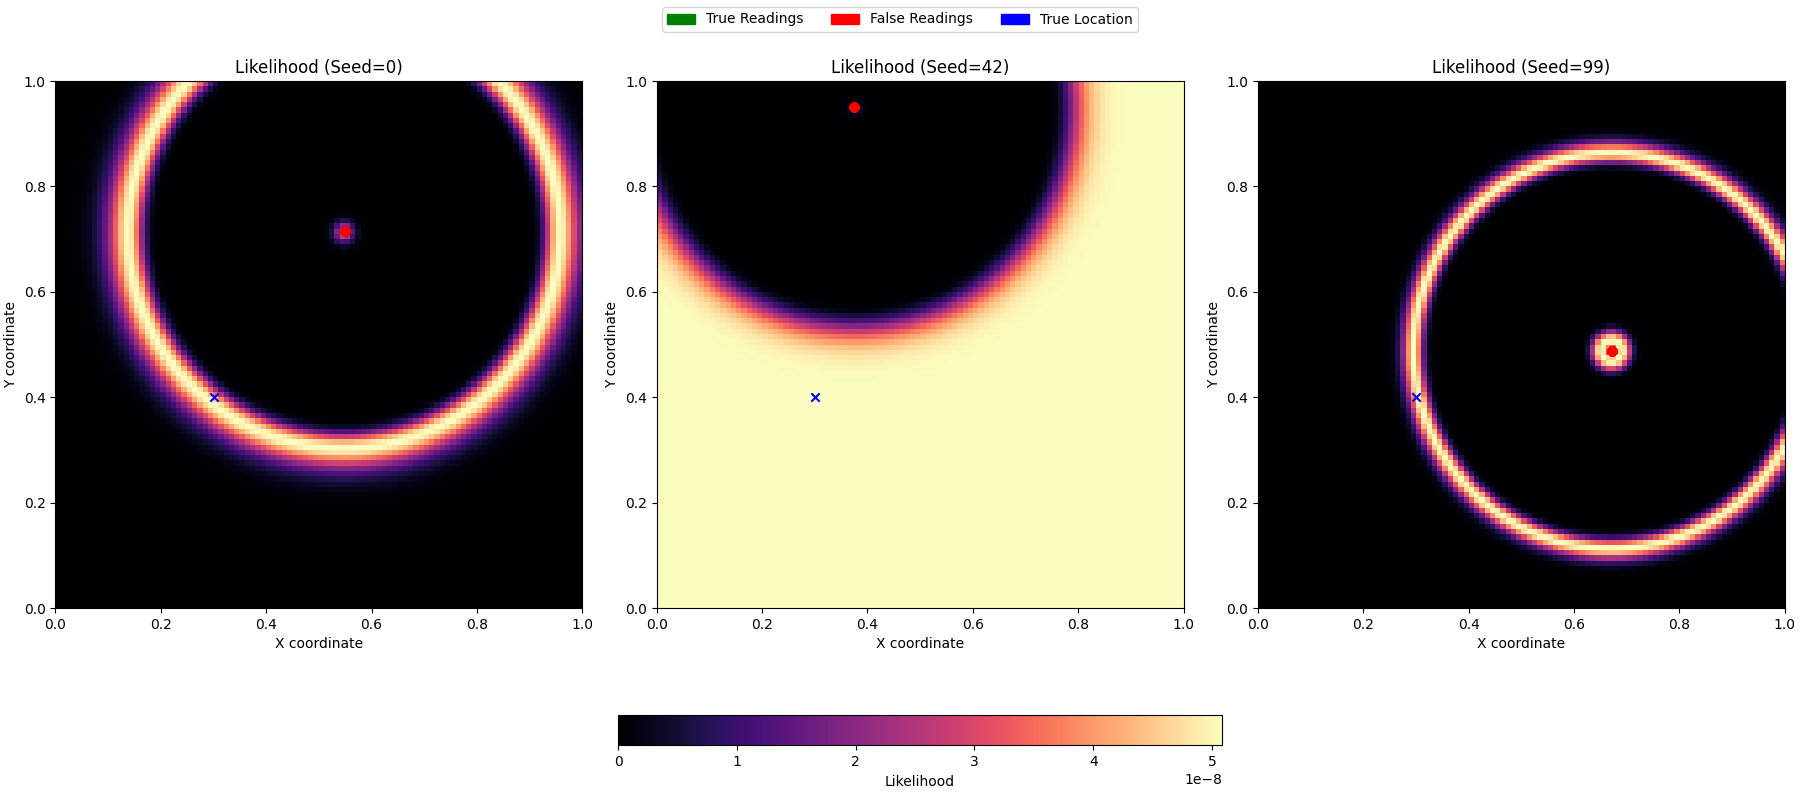 True Readings False Readings True Location
Likelihood (Seed=0) Likelihood (Seed=42) Likelihood (Seed=99)
1.0 1.0 1.0
0.8 0.8 0.8
0.6 0.6 0.6
Y coordinate Y coordinate Y coordinate
0.4 0.4 0.4
0.2 0.2 0.2
0.0 0.0 0.0
0.0 0.2 0.4 0.6 0.8 1.0 0.0 0.2 0.4 0.6 0.8 1.0 0.0 0.2 0.4 0.6 0.8 1.0
X coordinate X coordinate X coordinate
0 1 2 3 4 5
1e−8
Likelihood